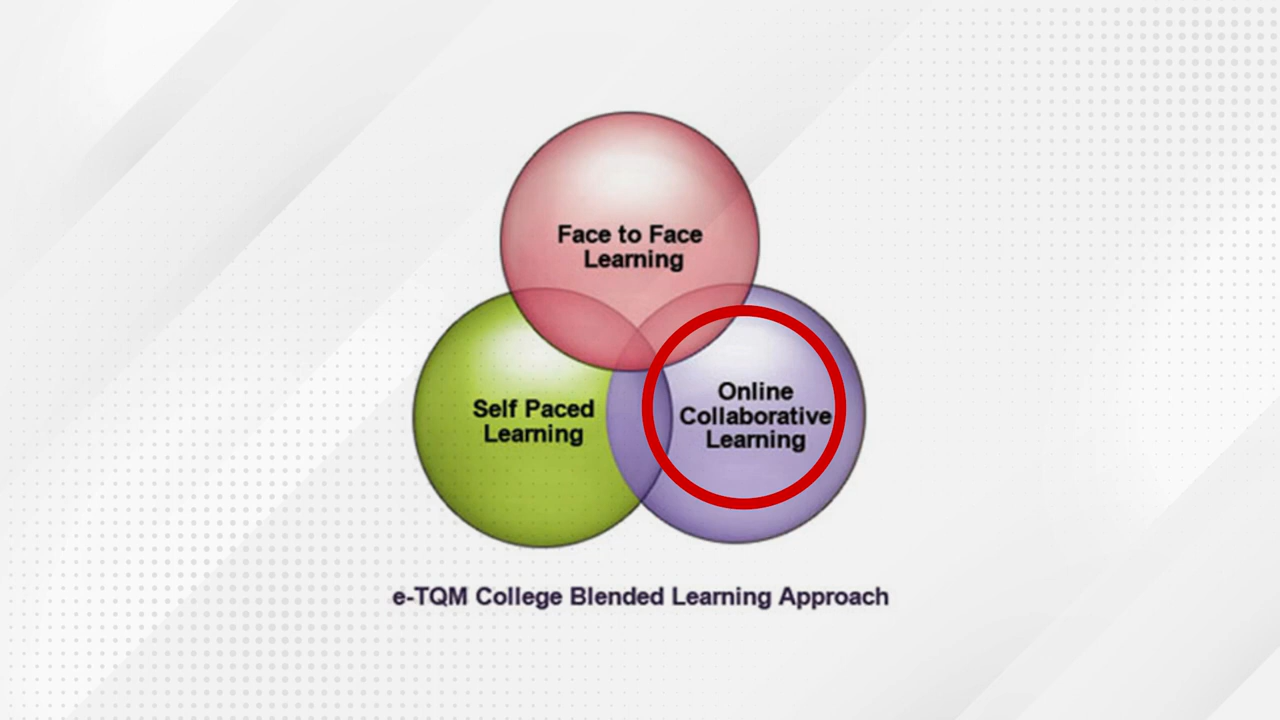 Face to Face
Learning
Self Paced
Learning
Online
Collaborative
Learning
e-TQM College Blended Learning Approach